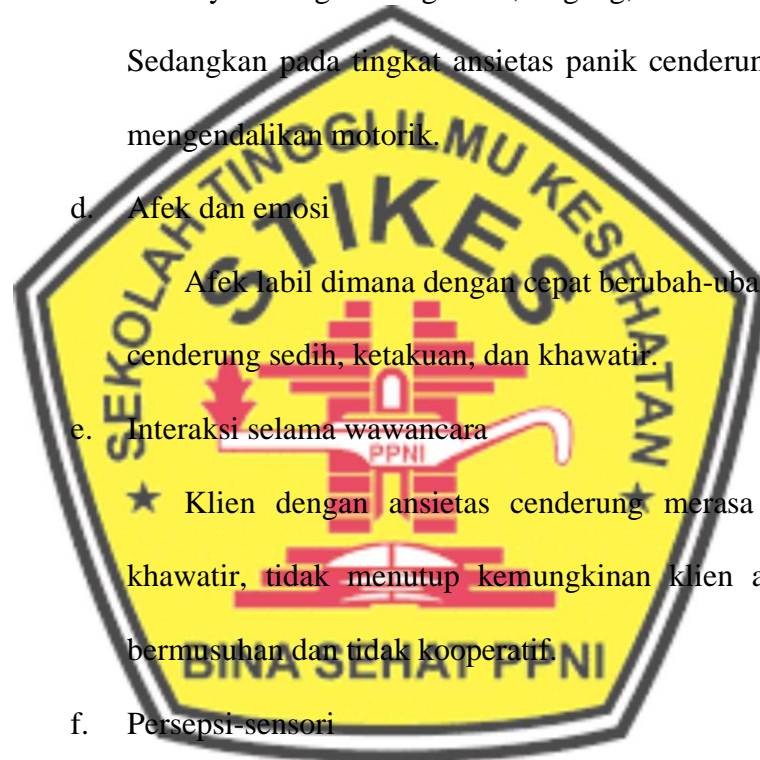 Sedangkan pada tingkat ansietas panik cenderun
mengendalikan motorik.
d. Afek dan emosi
Afek labil dimana dengan cepat berubah-uba
cenderung sedih, ketakuan, dan khawatir.
e. Interaksi selama wawancara
Klien dengan ansietas cenderung merasa
khawatir, tidak menutup kemungkinan klien a
bermusuhan dan tidak kooperatif.
f. Persepsi-sensori
SEKOLAH TINGGI ILMU KESEHATAN
STIKES
PPNI
BINA SEHAT PPNI